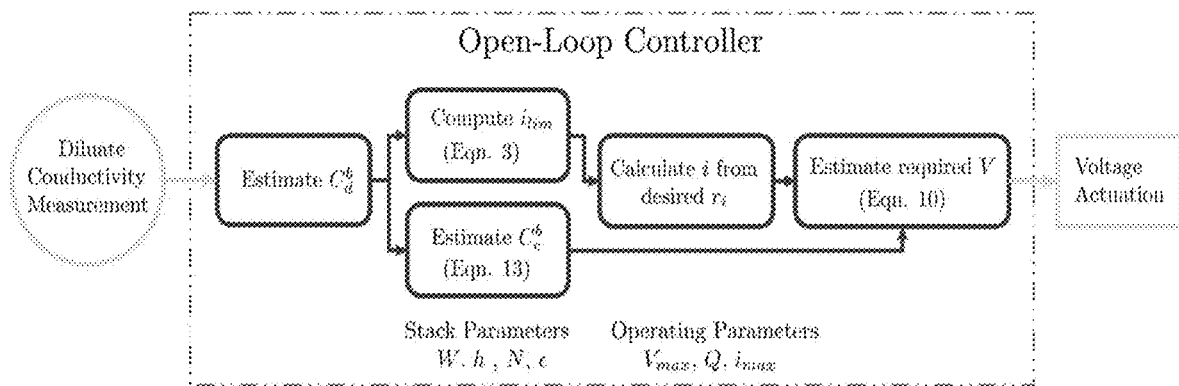 Open-Loop Controller
Diluate
Conductivity
Measurement
Estimate C_d^b
Compute i_lim
(Eqn. 3)
Estimate C_c^b
(Eqn. 13)
Calculate i from
desired r_i
Estimate required V
(Eqn. 10)
Voltage
Actuation
Stack Parameters
W, h , N, ϵ
Operating Parameters
V_max, Q, i_max